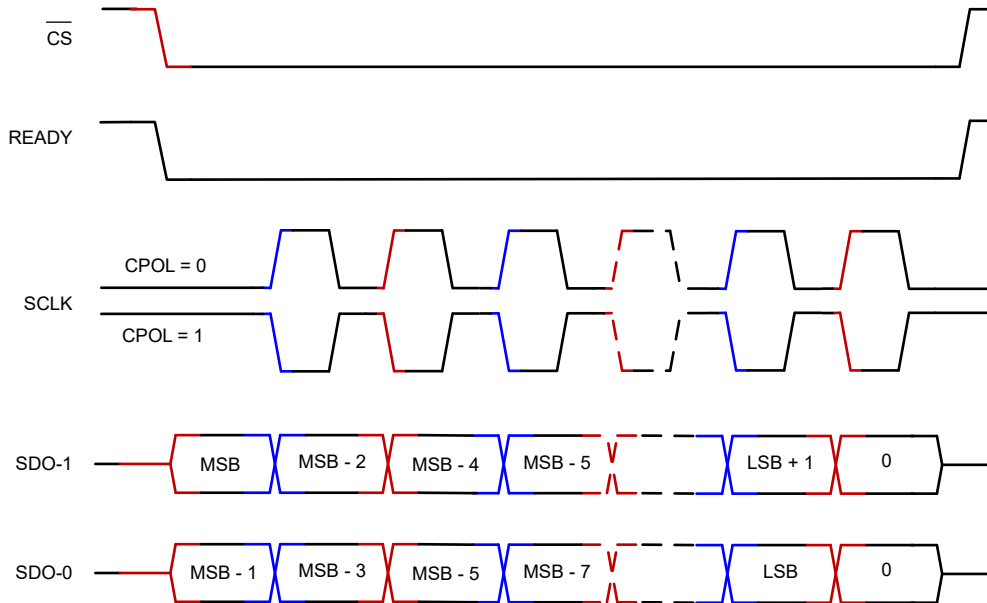 CS
READY
CPOL = 0
SCLK
CPOL = 1
SDO-1 MSB MSB - 2 MSB - 4 MSB - 5 LSB + 1 0
SDO-0 MSB - 1 MSB - 3 MSB - 5 MSB - 7 LSB 0